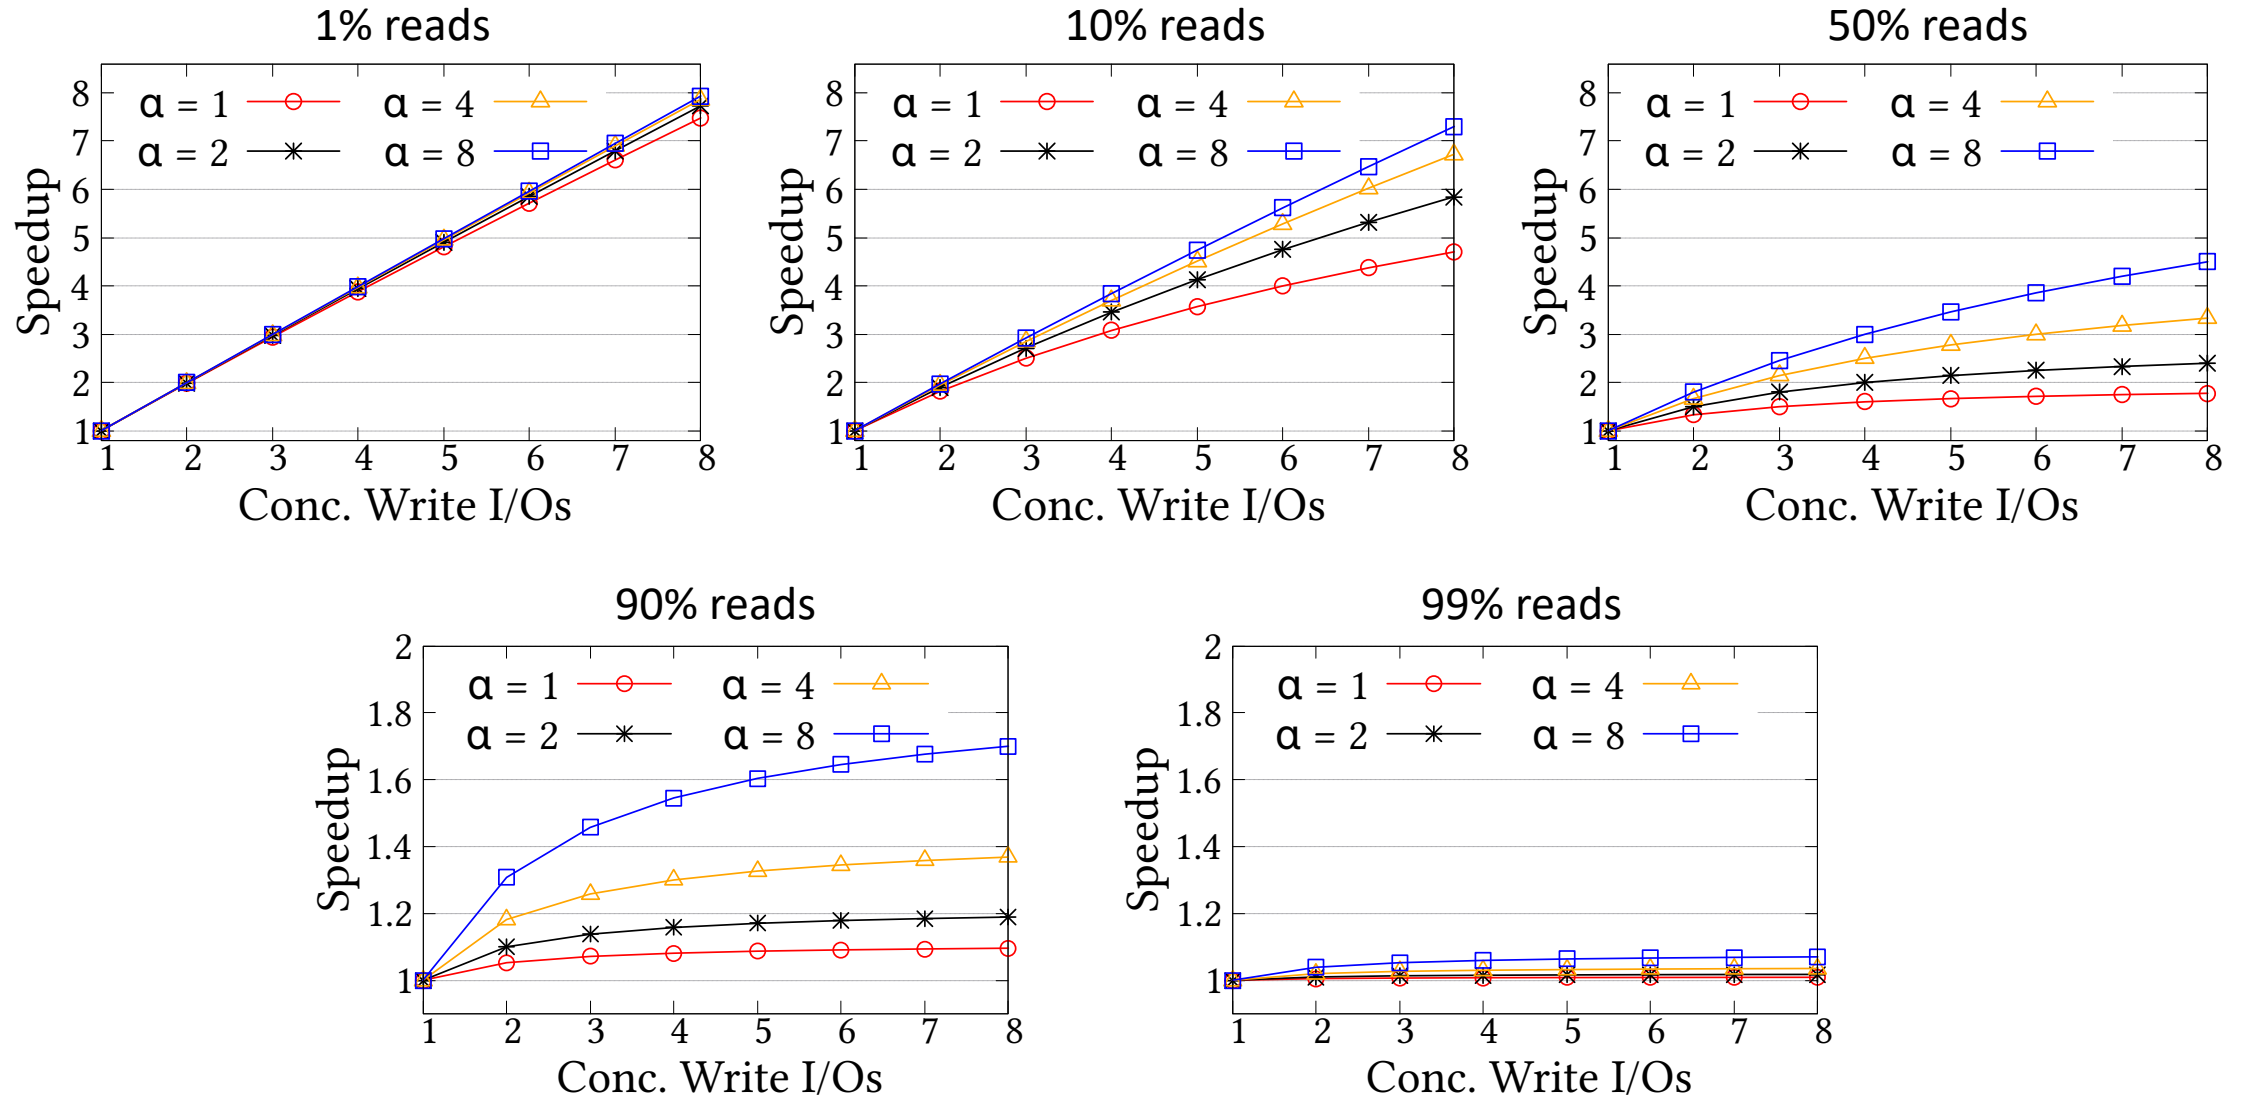 1% reads
8
7
6
5
4
3
2
1
Speedup
α = 1
α = 4
α = 2
α = 8
1 2 3 4 5 6 7 8
Conc. Write I/Os
10% reads
8
7
6
5
4
3
2
1
Speedup
α = 1
α = 4
α = 2
α = 8
1 2 3 4 5 6 7 8
Conc. Write I/Os
50% reads
8
7
6
5
4
3
2
1
Speedup
α = 1
α = 4
α = 2
α = 8
1 2 3 4 5 6 7 8
Conc. Write I/Os
90% reads
2
1.8
1.6
1.4
1.2
1
Speedup
α = 1
α = 4
α = 2
α = 8
1 2 3 4 5 6 7 8
Conc. Write I/Os
99% reads
2
1.8
1.6
1.4
1.2
1
Speedup
α = 1
α = 4
α = 2
α = 8
1 2 3 4 5 6 7 8
Conc. Write I/Os